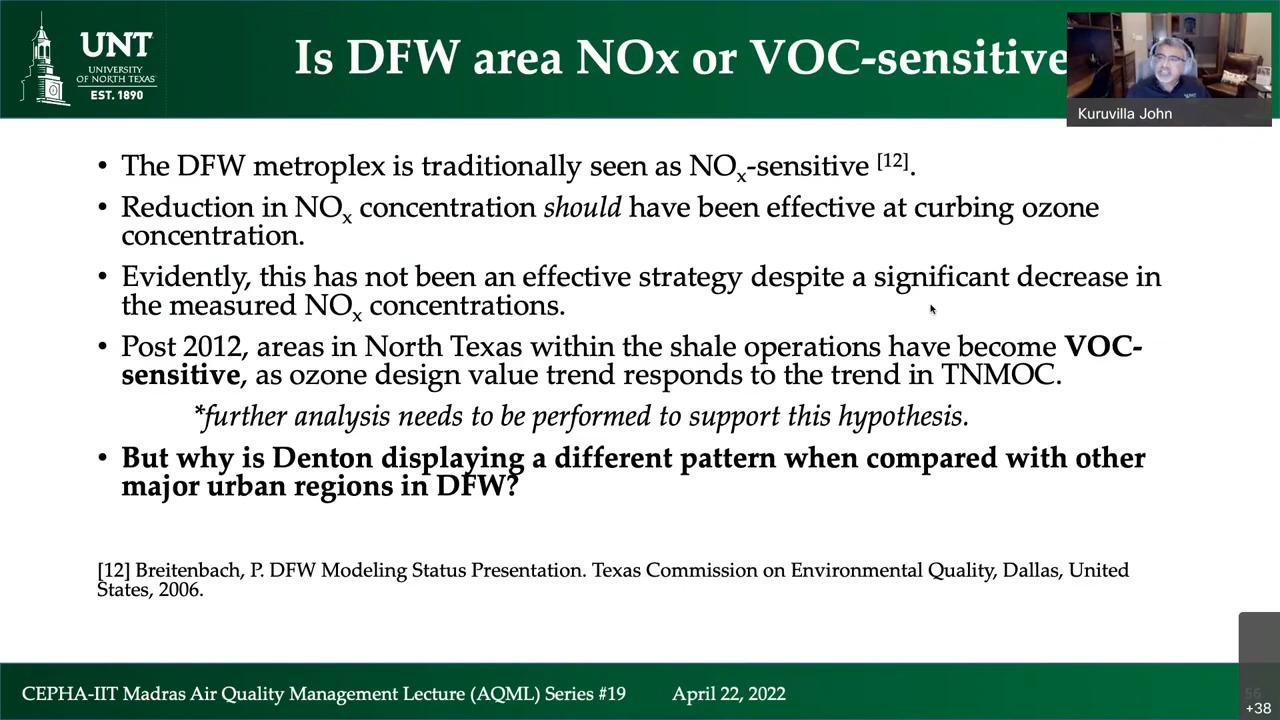 UNT
UNIVERSITY
OF NORTH TEXAS
EST. 1890
Is DFW area NOx or VOC-sensitive
Kuruvilla John
• The DFW metroplex is traditionally seen as NOx-sensitive [12].
• Reduction in NOx concentration should have been effective at curbing ozone
concentration.
• Evidently, this has not been an effective strategy despite a significant decrease in
the measured NOx concentrations.
• Post 2012, areas in North Texas within the shale operations have become VOC-
sensitive, as ozone design value trend responds to the trend in TNMOC.
*further analysis needs to be performed to support this hypothesis.
• But why is Denton displaying a different pattern when compared with other
major urban regions in DFW?
[12] Breitenbach, P. DFW Modeling Status Presentation. Texas Commission on Environmental Quality, Dallas, United
States, 2006.
CEPHA-IIT Madras Air Quality Management Lecture (AQML) Series #19 April 22, 2022
56
+38